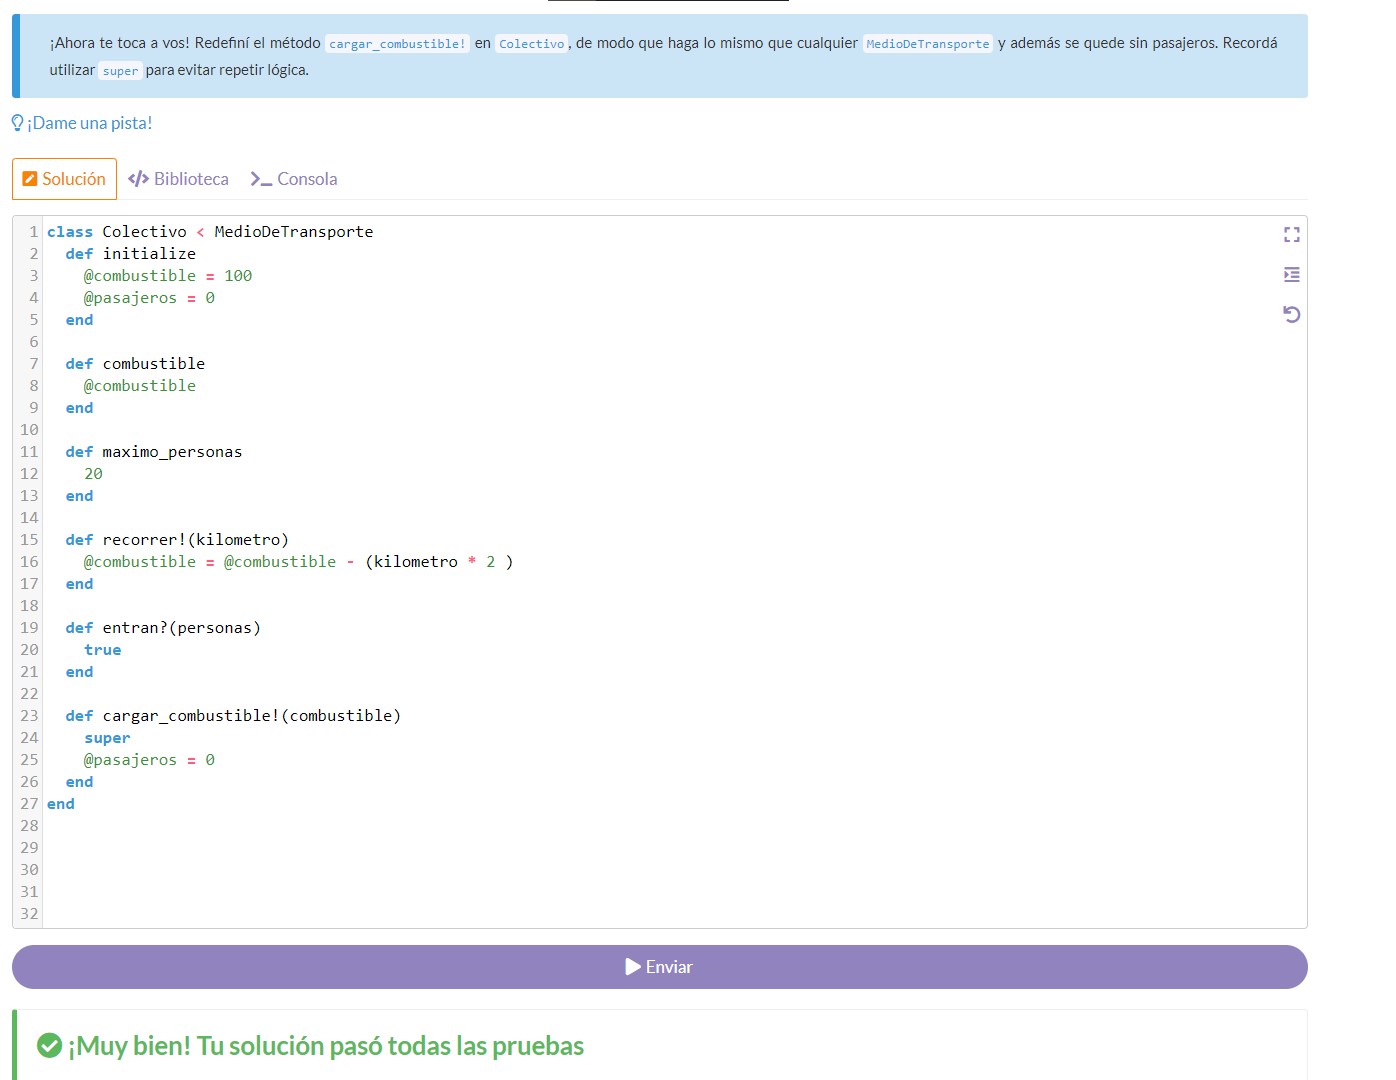 ¡Ahora te toca a vos! Redefiní el método cargar_combustible! en Colectivo, de modo que haga lo mismo que cualquier MedioDeTransporte y además se quede sin pasajeros. Recordá
utilizar super para evitar repetir lógica.
¡Dame una pista!
Solución </> Biblioteca >_ Consola
1 class Colectivo < MedioDeTransporte
2   def initialize
3     @combustible = 100
4     @pasajeros = 0
5   end
6
7   def combustible
8     @combustible
9   end
10
11   def maximo_personas
12     20
13   end
14
15   def recorrer!(kilometro)
16     @combustible = @combustible - (kilometro * 2 )
17   end
18
19   def entran?(personas)
20     true
21   end
22
23   def cargar_combustible!(combustible)
24     super
25     @pasajeros = 0
26   end
27 end
28
29
30
31
32
Enviar
¡Muy bien! Tu solución pasó todas las pruebas